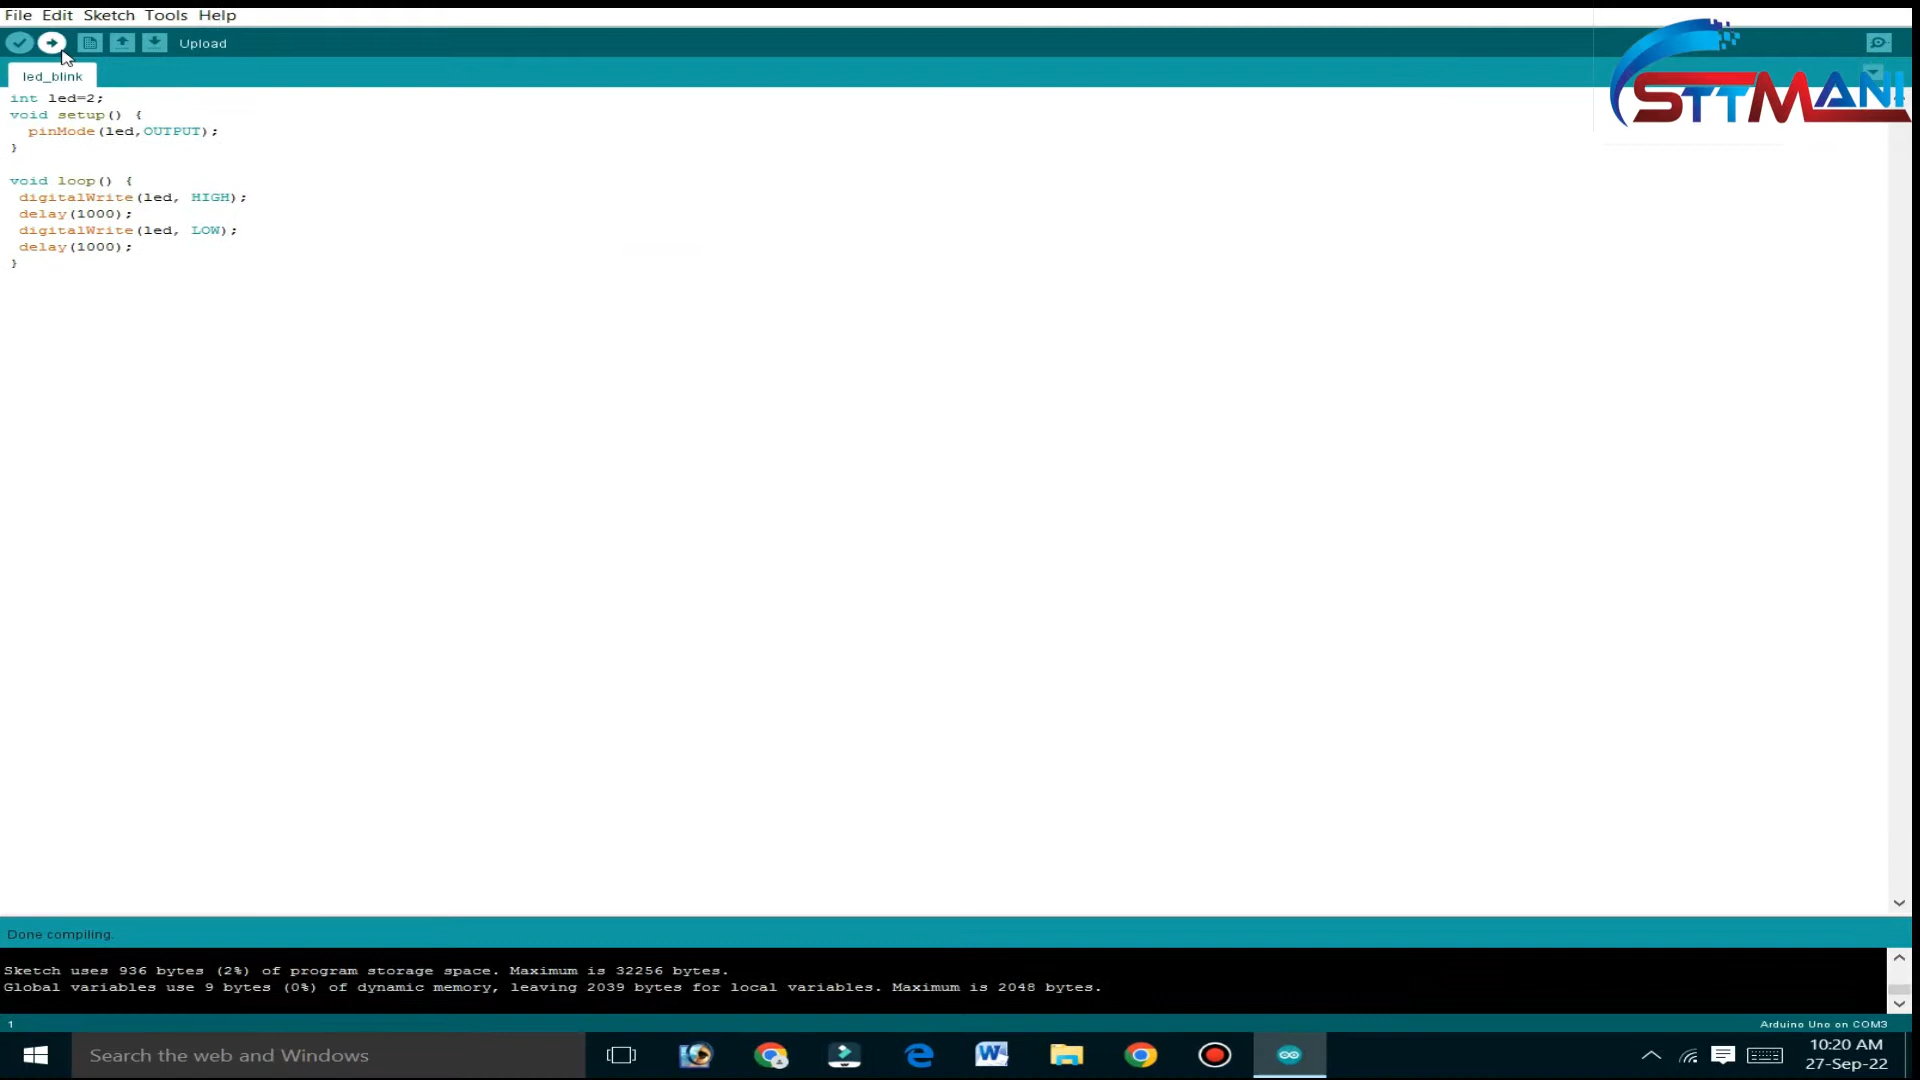 File Edit Sketch Tools Help
Upload
STTMANI
led_blink
int led=2;
void setup() {
pinMode(led,OUTPUT);
}
void loop() {
digitalWrite(led, HIGH);
delay(1000);
digitalWrite(led, LOW);
delay(1000);
}
Done compiling.
Sketch uses 936 bytes (2%) of program storage space. Maximum is 32256 bytes.
Global variables use 9 bytes (0%) of dynamic memory, leaving 2039 bytes for local variables. Maximum is 2048 bytes.
1
Arduino Uno on COM3
Search the web and Windows
10:20 AM
27-Sep-22